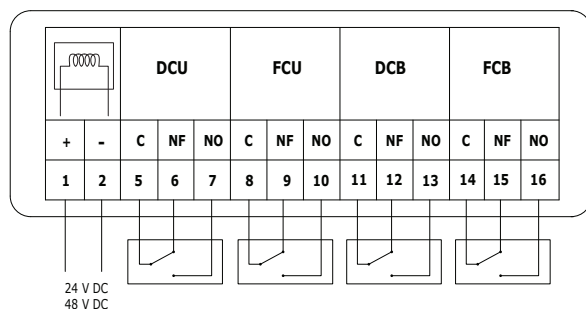 DCU FCU DCB FCB
+ - C NF NO C NF NO C NF NO C NF NO
1 2 5 6 7 8 9 10 11 12 13 14 15 16
24 V DC
48 V DC